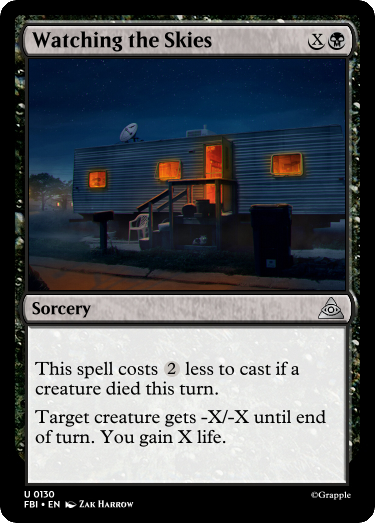 Watching the Skies X
Sorcery
This spell costs 2 less to cast if a
creature died this turn.
Target creature gets -X/-X until end
of turn. You gain X life.
U 0130
FBI • EN Zak Harrow
©Grapple